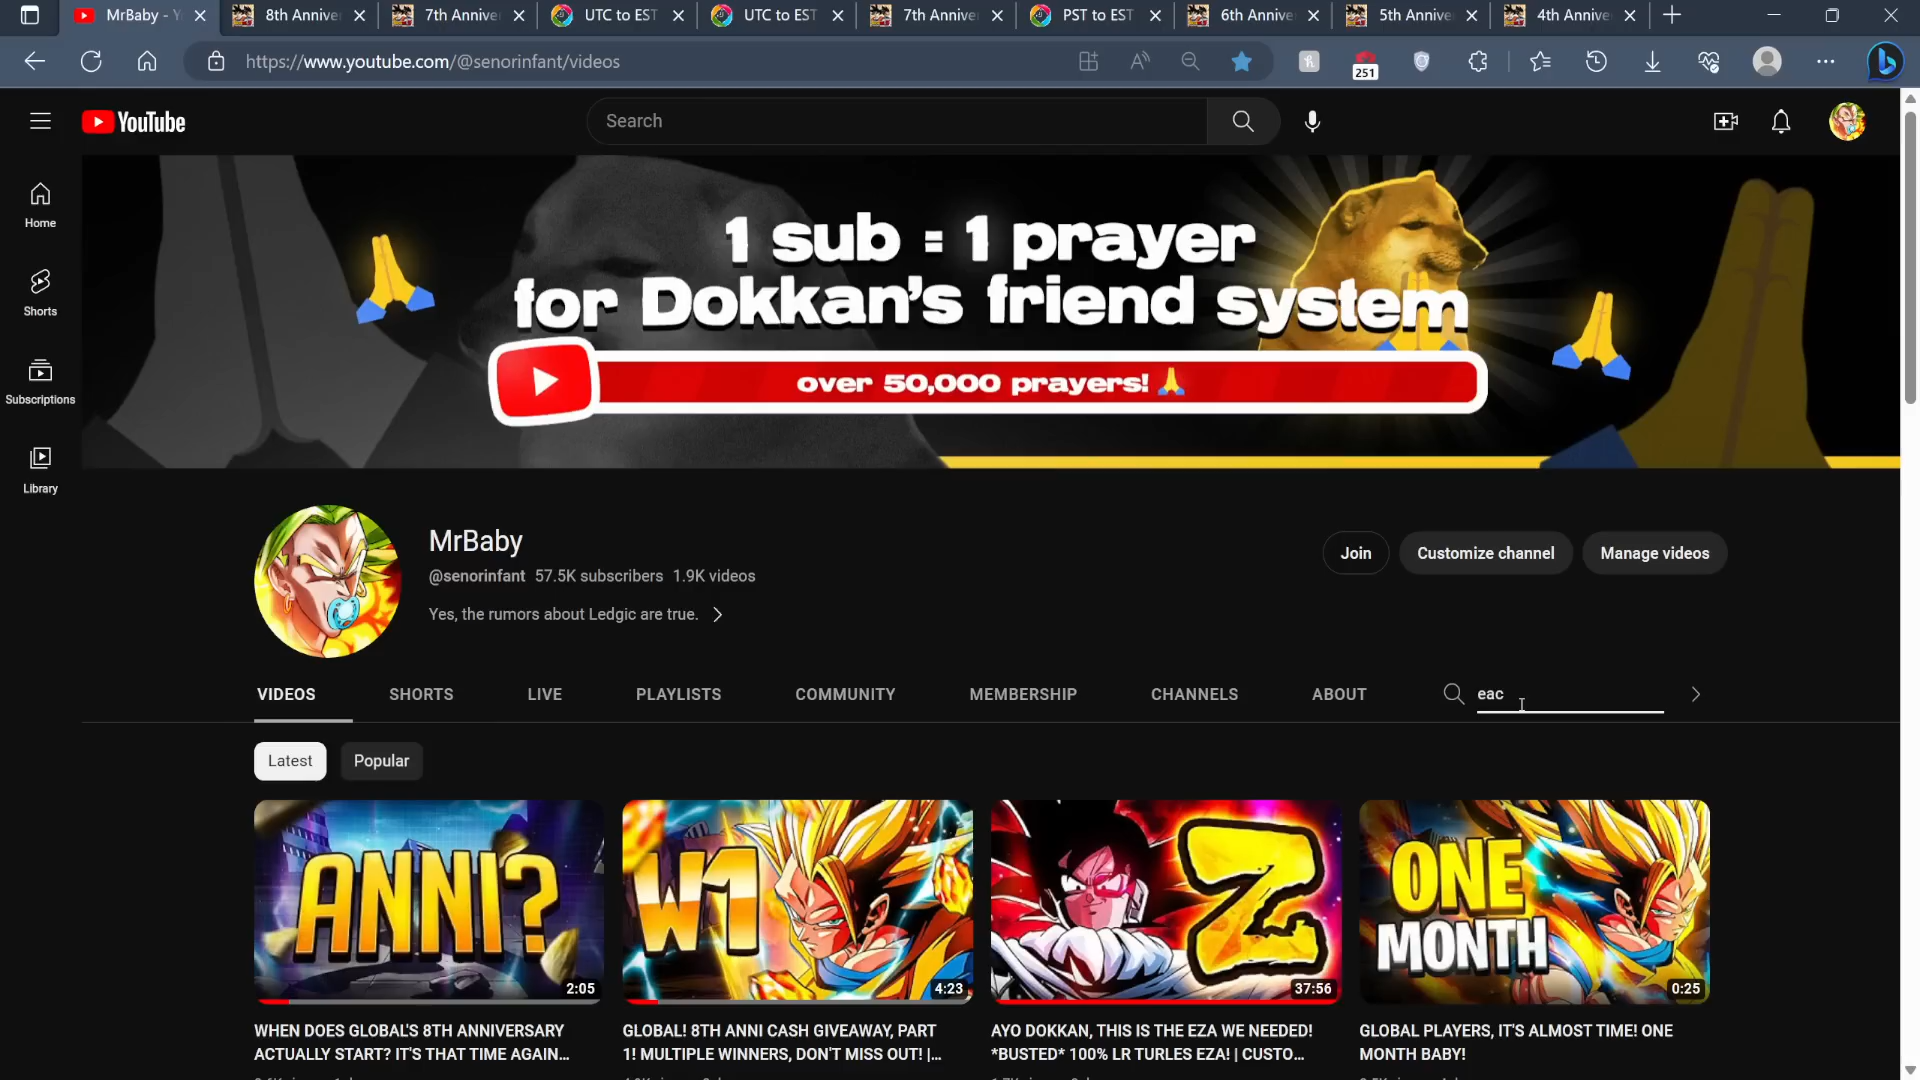 MrBaby - Y
8th Annive
7th Annive
UTC to EST
UTC to EST
7th Annive
PST to EST
6th Annive
5th Annive
4th Annive
https://www.youtube.com/@senorinfant/videos
251
YouTube
Search
Home
Shorts
Subscriptions
Library
1 sub = 1 prayer
for Dokkan's friend system
over 50,000 prayers! 🙏
MrBaby
@senorinfant 57.5K subscribers 1.9K videos
Yes, the rumors about Ledgic are true.
Join
Customize channel
Manage videos
VIDEOS
SHORTS
LIVE
PLAYLISTS
COMMUNITY
MEMBERSHIP
CHANNELS
ABOUT
eac
Latest
Popular
ANNI?
2:05
W1
4:23
Z
37:56
ONE
MONTH
0:25
WHEN DOES GLOBAL'S 8TH ANNIVERSARY
ACTUALLY START? IT'S THAT TIME AGAIN...
GLOBAL! 8TH ANNI CASH GIVEAWAY, PART
1! MULTIPLE WINNERS, DON'T MISS OUT! |...
AYO DOKKAN, THIS IS THE EZA WE NEEDED!
*BUSTED* 100% LR TURLES EZA! | CUSTO...
GLOBAL PLAYERS, IT'S ALMOST TIME! ONE
MONTH BABY!